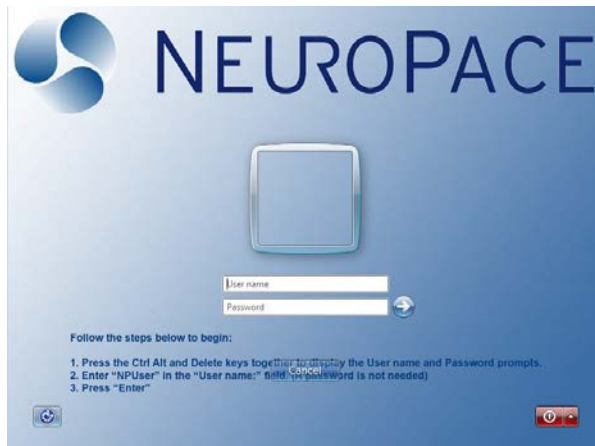 NEUROPACE
User name
Password
Follow the steps below to begin:
1. Press the Ctrl Alt and Delete keys together to display the User name and Password prompts.
2. Enter “NPUser” in the “User name:” field. (A password is not needed)
Cancel
3. Press “Enter”